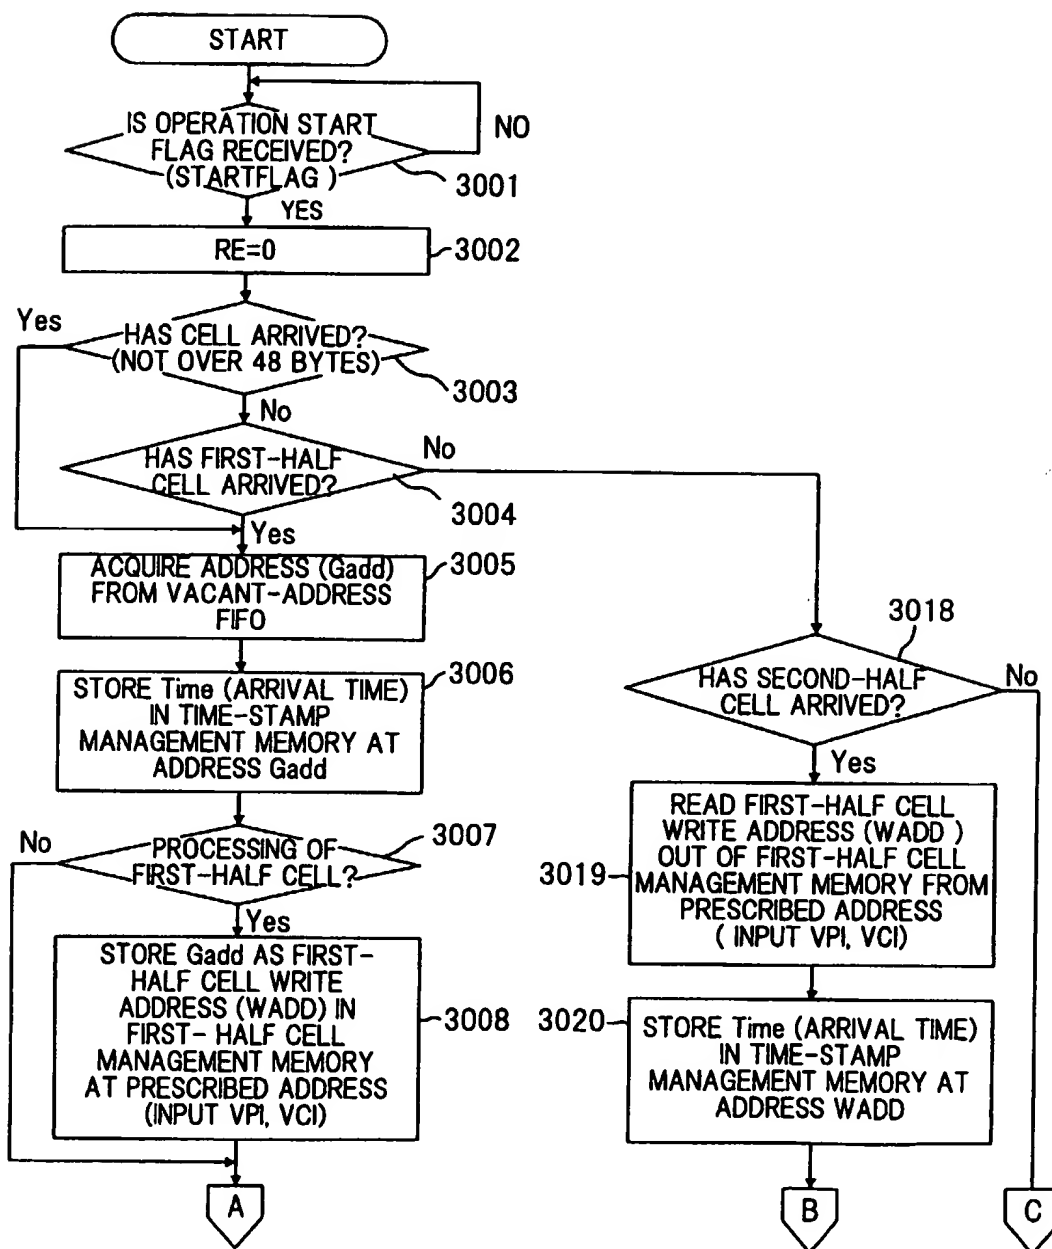 START
IS OPERATION START
FLAG RECEIVED?
(STARTFLAG )
NO
3001
YES
RE=0
3002
Yes
HAS CELL ARRIVED?
(NOT OVER 48 BYTES)
3003
No
No
HAS FIRST-HALF
CELL ARRIVED?
3004
Yes
ACQUIRE ADDRESS (Gadd)
FROM VACANT-ADDRESS
FIFO
3005
STORE Time (ARRIVAL TIME)
IN TIME-STAMP
MANAGEMENT MEMORY AT
ADDRESS Gadd
3006
No
PROCESSING OF
FIRST-HALF CELL?
3007
Yes
STORE Gadd AS FIRST-
HALF CELL WRITE
ADDRESS (WADD) IN
FIRST- HALF CELL
MANAGEMENT MEMORY
AT PRESCRIBED ADDRESS
(INPUT VPI, VCI)
3008
A
3018
HAS SECOND-HALF
CELL ARRIVED?
No
Yes
READ FIRST-HALF CELL
WRITE ADDRESS (WADD )
OUT OF FIRST-HALF CELL
MANAGEMENT MEMORY FROM
PRESCRIBED ADDRESS
( INPUT VPI, VCI)
3019
3020
STORE Time (ARRIVAL TIME)
IN TIME-STAMP
MANAGEMENT MEMORY AT
ADDRESS WADD
B
C